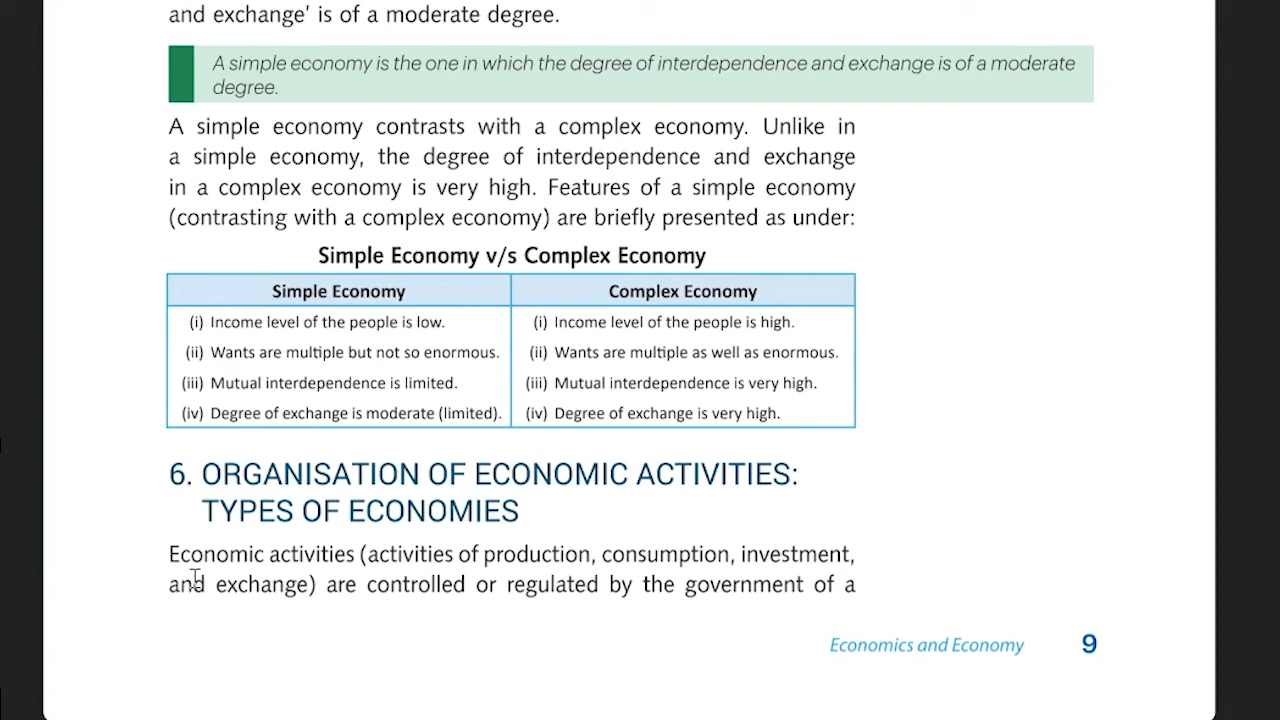 and exchange' is of a moderate degree.
A simple economy is the one in which the degree of interdependence and exchange is of a moderate
degree.
A simple economy contrasts with a complex economy. Unlike in
a simple economy, the degree of interdependence and exchange
in a complex economy is very high. Features of a simple economy
(contrasting with a complex economy) are briefly presented as under:
Simple Economy v/s Complex Economy
Simple Economy Complex Economy
(i) Income level of the people is low. (i) Income level of the people is high.
(ii) Wants are multiple but not so enormous. (ii) Wants are multiple as well as enormous.
(iii) Mutual interdependence is limited. (iii) Mutual interdependence is very high.
(iv) Degree of exchange is moderate (limited). (iv) Degree of exchange is very high.
6. ORGANISATION OF ECONOMIC ACTIVITIES:
TYPES OF ECONOMIES
Economic activities (activities of production, consumption, investment,
and exchange) are controlled or regulated by the government of a
Economics and Economy 9